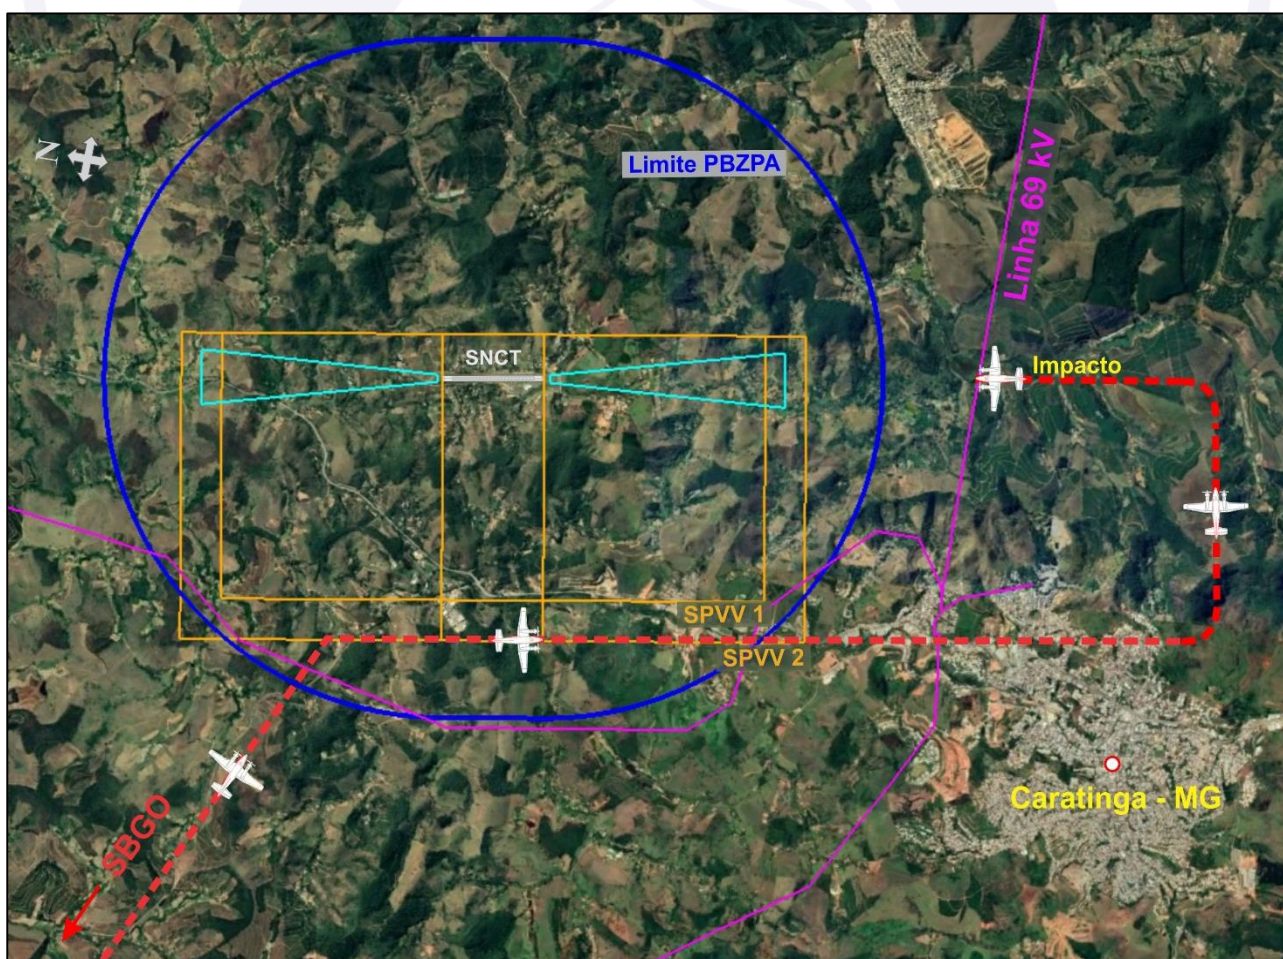 N
Limite PBZPA
Linha 69 kV
SNCT
Impacto
SPVV 1
SPVV 2
SBGO
Caratinga - MG